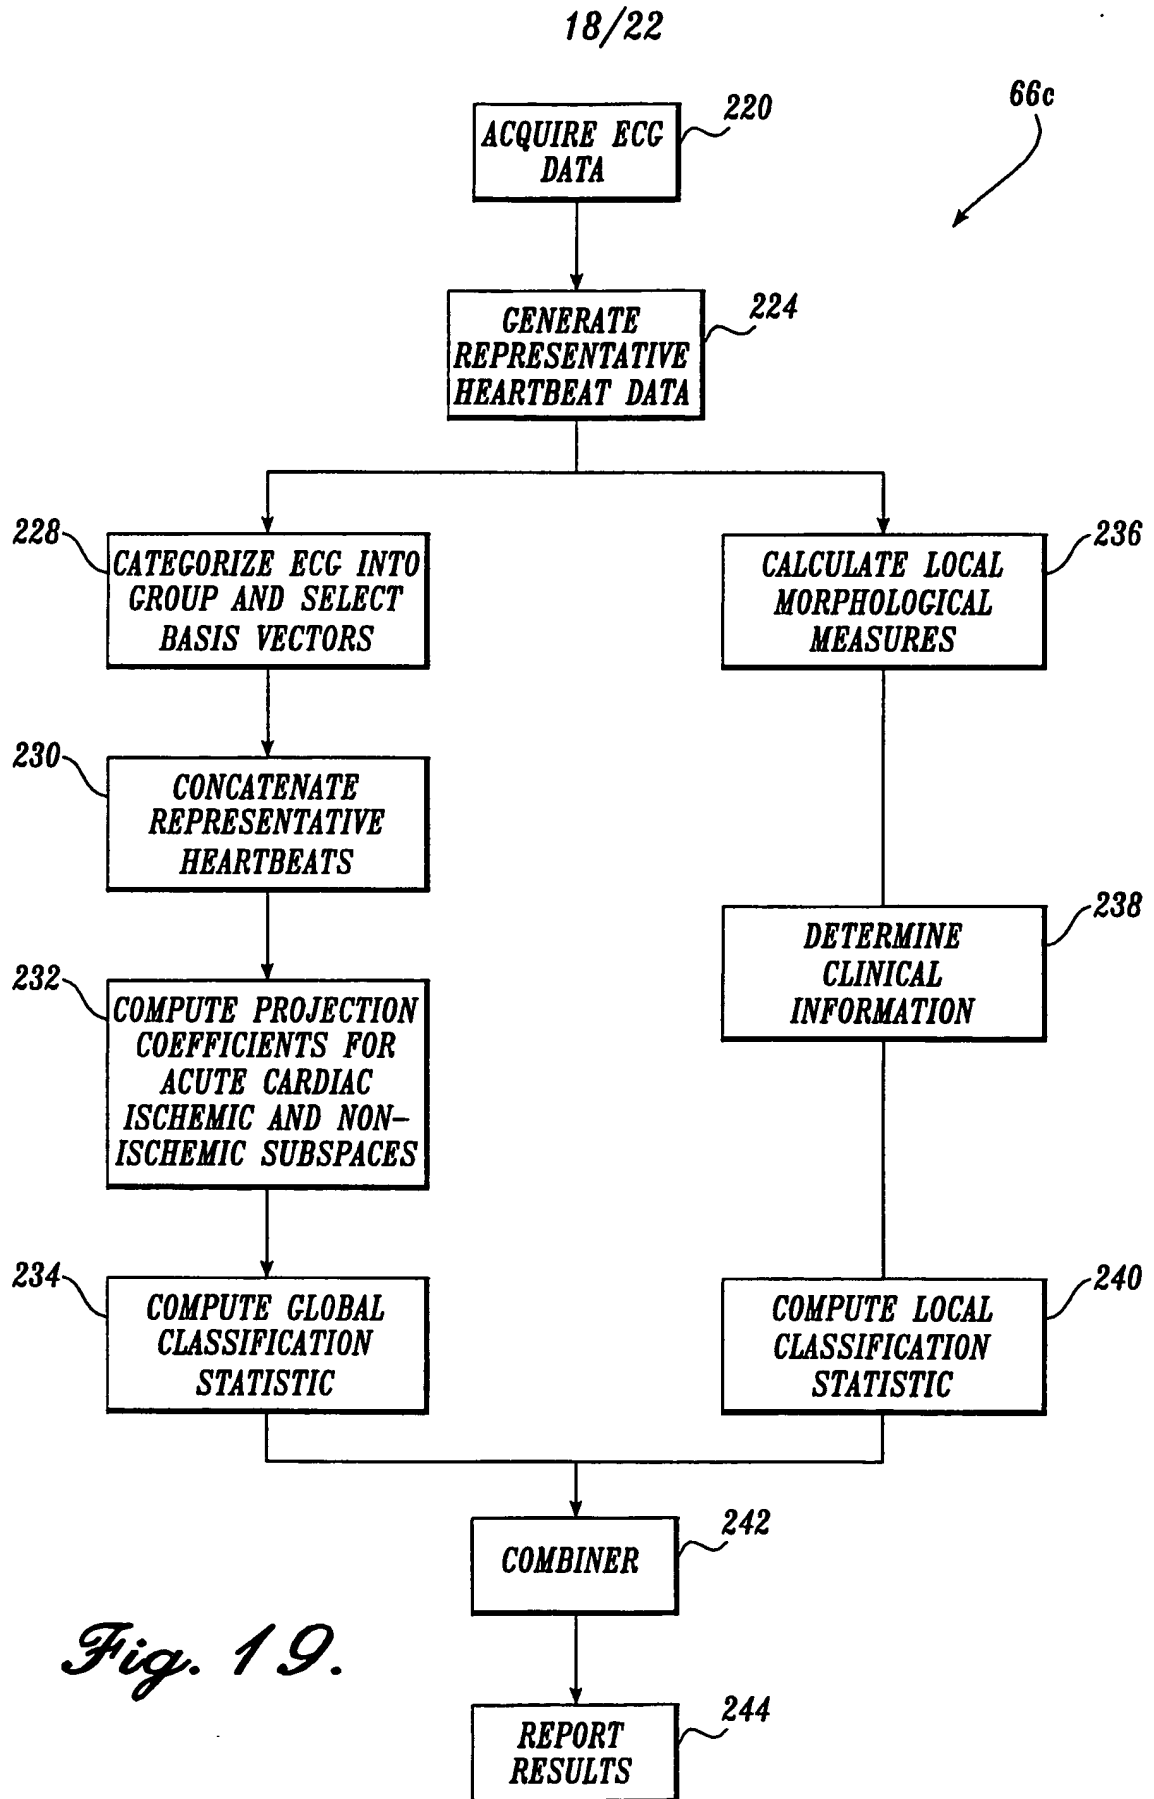 18/22
66c
220
ACQUIRE ECG
DATA
224
GENERATE
REPRESENTATIVE
HEARTBEAT DATA
228
CATEGORIZE ECG INTO
GROUP AND SELECT
BASIS VECTORS
236
CALCULATE LOCAL
MORPHOLOGICAL
MEASURES
230
CONCATENATE
REPRESENTATIVE
HEARTBEATS
238
DETERMINE
CLINICAL
INFORMATION
232
COMPUTE PROJECTION
COEFFICIENTS FOR
ACUTE CARDIAC
ISCHEMIC AND NON-
ISCHEMIC SUBSPACES
234
COMPUTE GLOBAL
CLASSIFICATION
STATISTIC
240
COMPUTE LOCAL
CLASSIFICATION
STATISTIC
242
COMBINER
244
REPORT
RESULTS
Fig. 19.